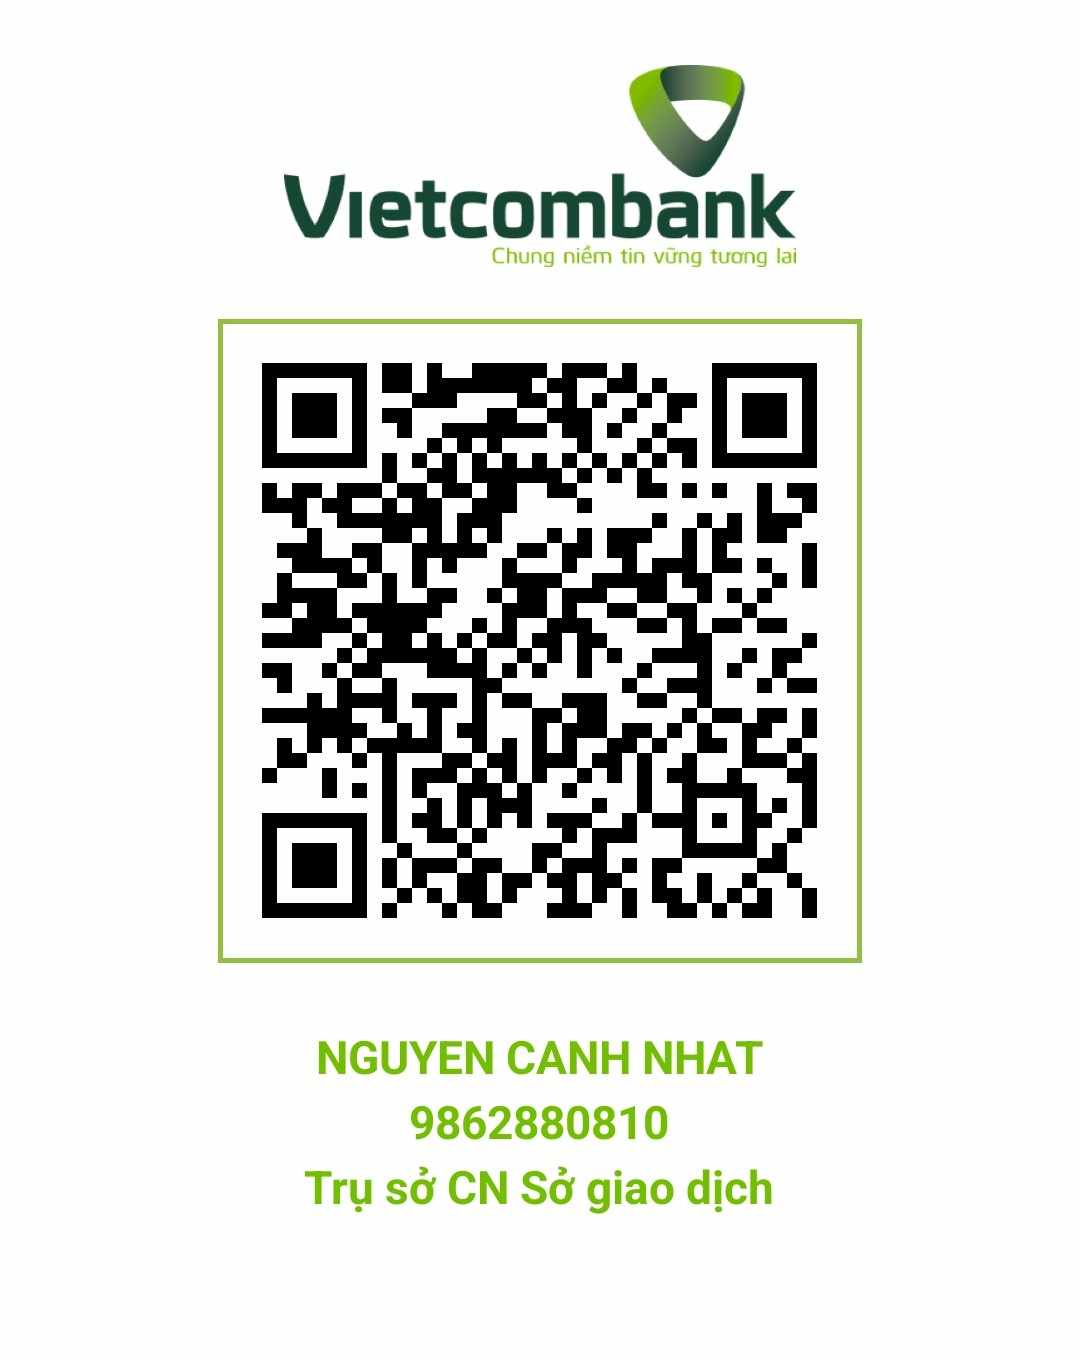 Vietcombank
Chung niềm tin vững tương lai
NGUYEN CANH NHAT
9862880810
Trụ sở CN Sở giao dịch